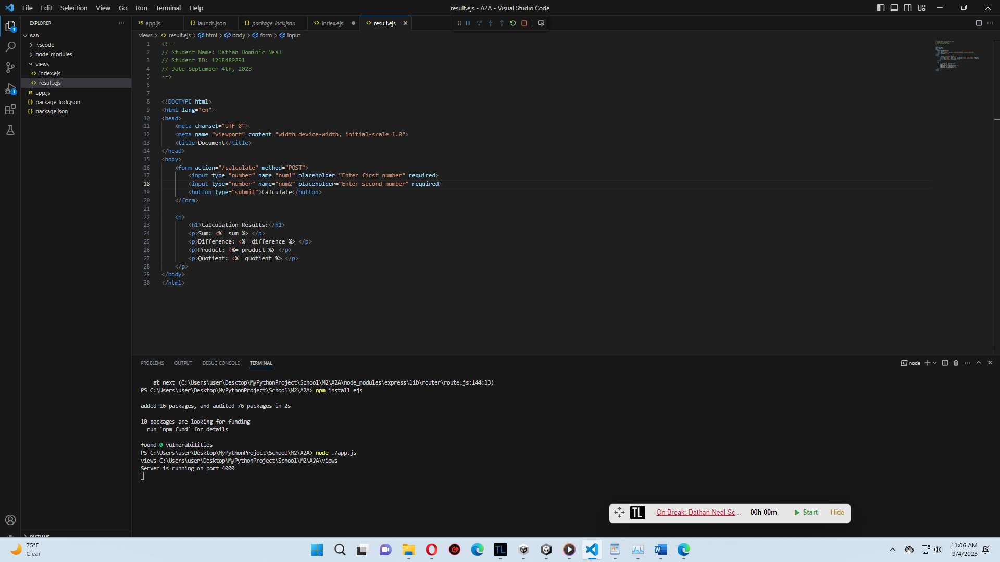 File Edit Selection View Go Run Terminal Help
result.ejs - A2A - Visual Studio Code
EXPLORER
A2A
.vscode
node_modules
views
index.ejs
result.ejs
app.js
package-lock.json
package.json
JS app.js {} launch.json {} package-lock.json <> index.ejs <> result.ejs
views > <> result.ejs > html > body > form > input
1 <!--
2 // Student Name: Dathan Dominic Neal
3 // Student ID: 1218482291
4 // Date September 4th, 2023
5 -->
6
7
8 <!DOCTYPE html>
9 <html lang="en">
10 <head>
11 <meta charset="UTF-8">
12 <meta name="viewport" content="width=device-width, initial-scale=1.0">
13 <title>Document</title>
14 </head>
15 <body>
16 <form action="/calculate" method="POST">
17 <input type="number" name="num1" placeholder="Enter first number" required>
18 <input type="number" name="num2" placeholder="Enter second number" required>
19 <button type="submit">Calculate</button>
20 </form>
21
22 <p>
23 <h1>Calculation Results:</h1>
24 <p>Sum: <%= sum %> </p>
25 <p>Difference: <%= difference %> </p>
26 <p>Product: <%= product %> </p>
27 <p>Quotient: <%= quotient %> </p>
28 </p>
29 </body>
30 </html>
PROBLEMS OUTPUT DEBUG CONSOLE TERMINAL
node
at next (C:\Users\user\Desktop\MyPythonProject\School\M2\A2A\node_modules\express\lib\router\route.js:144:13)
PS C:\Users\user\Desktop\MyPythonProject\School\M2\A2A> npm install ejs
added 16 packages, and audited 76 packages in 2s
10 packages are looking for funding
run `npm fund` for details
found 0 vulnerabilities
PS C:\Users\user\Desktop\MyPythonProject\School\M2\A2A> node ./app.js
views C:\Users\user\Desktop\MyPythonProject\School\M2\A2A\views
Server is running on port 4000
TL On Break: Dathan Neal Sc... 00h 00m Start Hide
OUTLINE
75°F
Clear
11:06 AM
9/4/2023